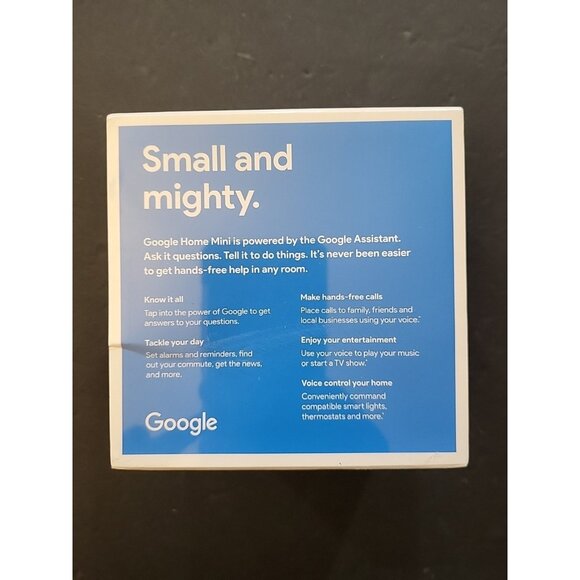 Small and
mighty.
Google Home Mini is powered by the Google Assistant.
Ask it questions. Tell it to do things. It's never been easier
to get hands-free help in any room.
Know it all
Tap into the power of Google to get
answers to your questions.
Tackle your day
Set alarms and reminders, find
out your commute, get the news,
and more.
Make hands-free calls
Place calls to family, friends and
local businesses using your voice.*
Enjoy your entertainment
Use your voice to play your music
or start a TV show.*
Voice control your home
Conveniently command
compatible smart lights,
thermostats and more.*
Google